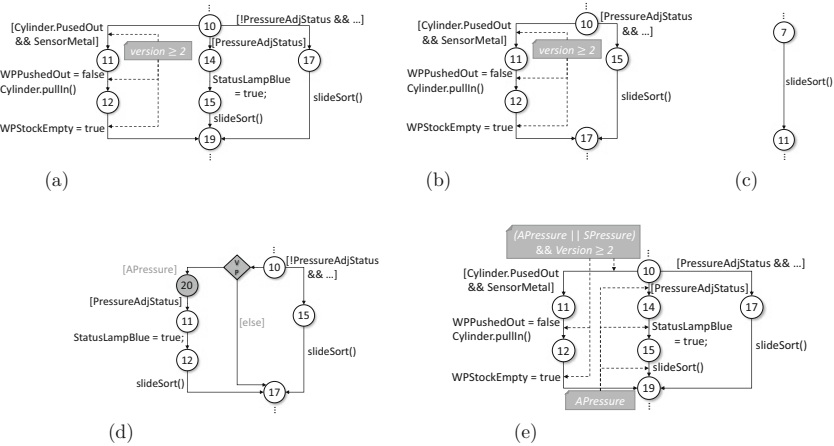 [Cylinder.PusedOut
&& SensorMetal]
10
[!PressureAdjStatus && ...]
version ≥ 2
[PressureAdjStatus]
11
14
17
WPPushedOut = false
Cylinder.pullIn()
StatusLampBlue
= true;
12
15
slideSort()
slideSort()
WPStockEmpty = true
19
(a)
[Cylinder.PusedOut
&& SensorMetal]
10
[PressureAdjStatus
&& ...]
version ≥ 2
11
15
WPPushedOut = false
Cylinder.pullIn()
12
slideSort()
WPStockEmpty = true
17
(b)
7
slideSort()
11
(c)
[APressure]
V
P
10
[!PressureAdjStatus
&& ...]
20
[PressureAdjStatus]
[else]
11
15
StatusLampBlue = true;
12
slideSort()
slideSort()
17
(d)
(APressure || SPressure)
&& Version ≥ 2
[Cylinder.PusedOut
&& SensorMetal]
10
[PressureAdjStatus && ...]
[PressureAdjStatus]
11
14
17
WPPushedOut = false
Cylinder.pullIn()
StatusLampBlue
= true;
12
15
slideSort()
slideSort()
WPStockEmpty = true
19
APressure
(e)